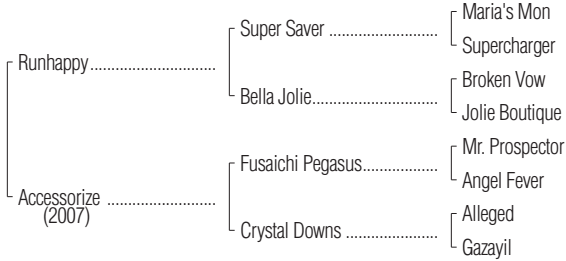 Maria's Mon
Super Saver ........................
Supercharger
Runhappy............................
Broken Vow
Bella Jolie............................
Jolie Boutique
Mr. Prospector
Fusaichi Pegasus.................
Angel Fever
Accessorize ........................
(2007)
Alleged
Crystal Downs .....................
Gazayil